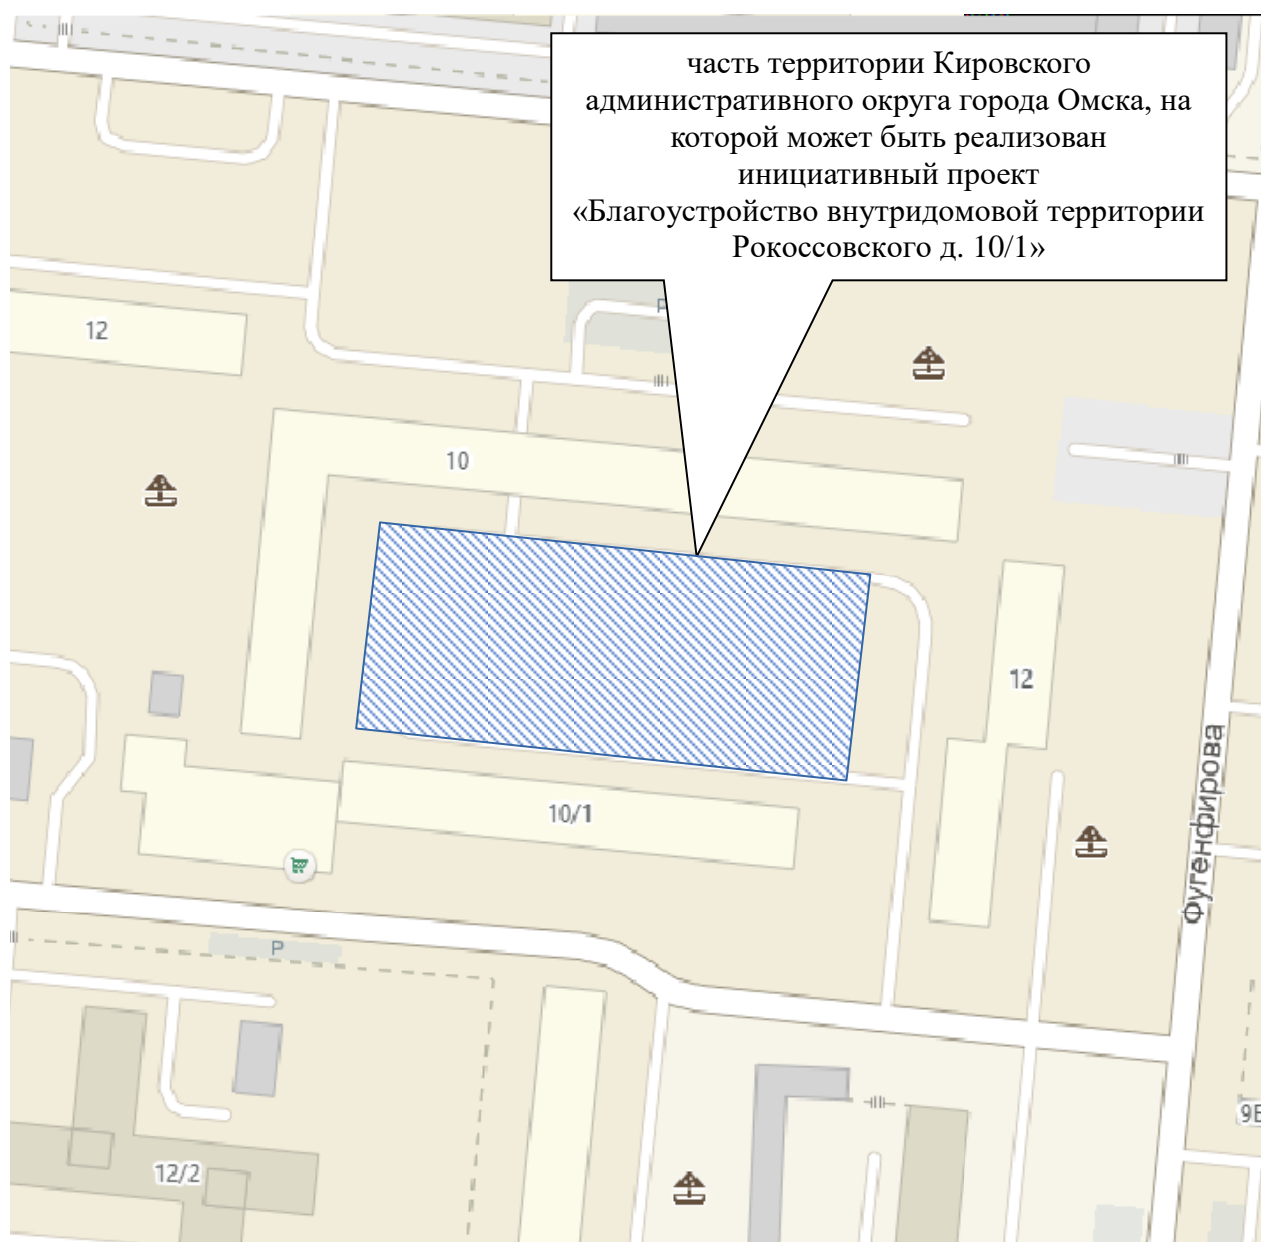 часть территории Кировского
административного округа города Омска, на
которой может быть реализован
инициативный проект
«Благоустройство внутридомовой территории
Рокоссовского д. 10/1»
P
12
10
12
Фугенфирова
10/1
P
12/2